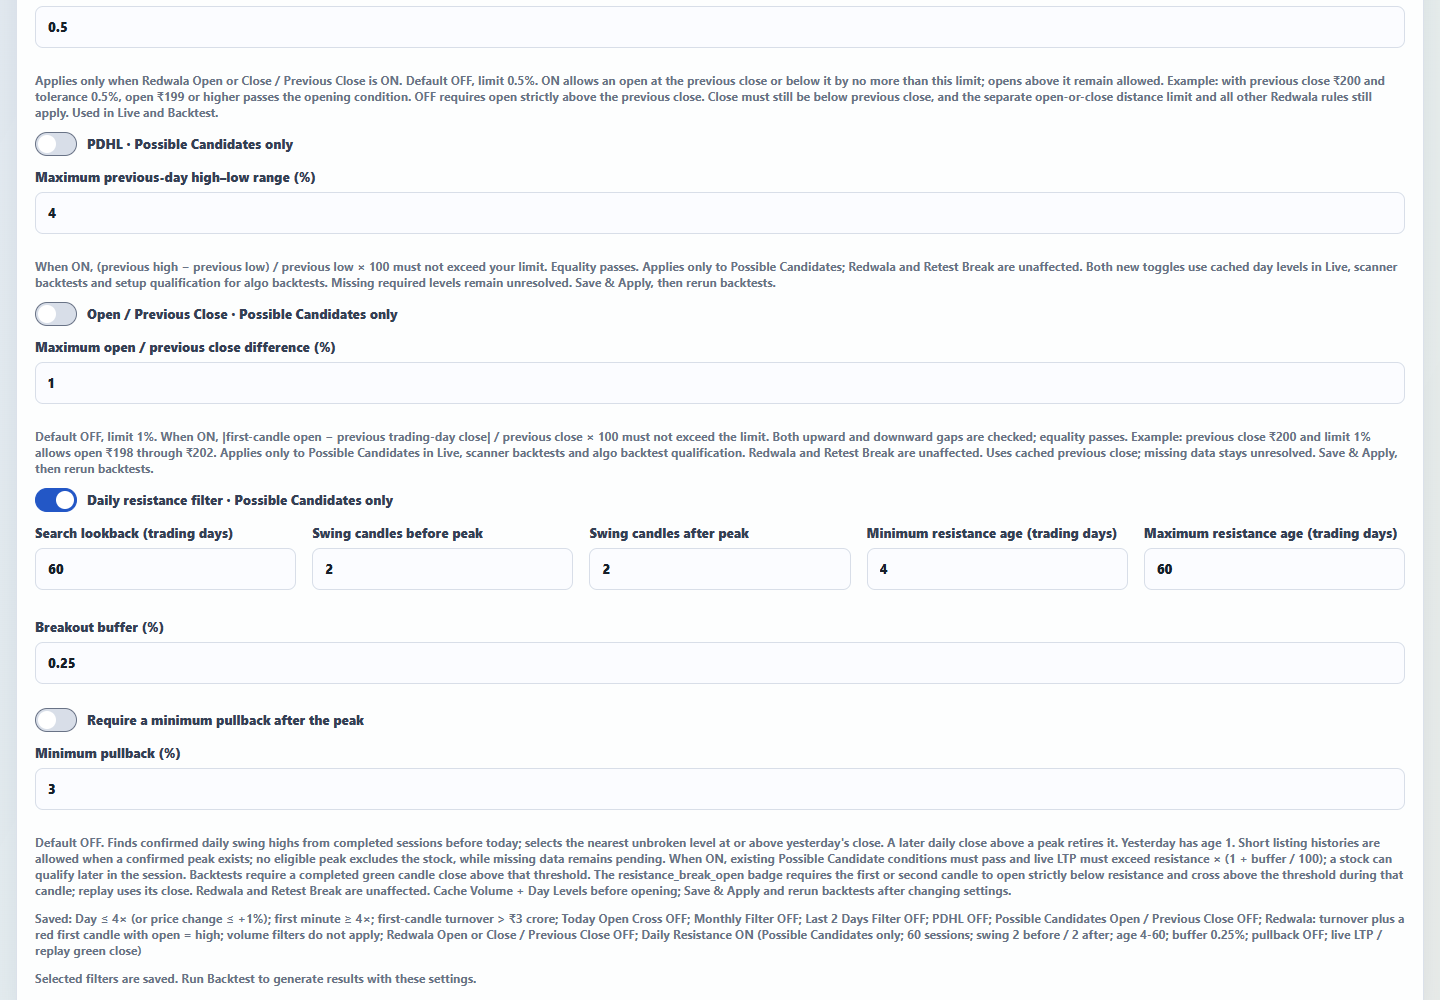 0.5
Applies only when Redwala Open or Close / Previous Close is ON. Default OFF, limit 0.5%. ON allows an open at the previous close or below it by no more than this limit; opens above it remain allowed. Example: with previous close ₹200 and
tolerance 0.5%, open ₹199 or higher passes the opening condition. OFF requires open strictly above the previous close. Close must still be below previous close, and the separate open-or-close distance limit and all other Redwala rules still
apply. Used in Live and Backtest.
PDHL · Possible Candidates only
Maximum previous-day high–low range (%)
4
When ON, (previous high − previous low) / previous low × 100 must not exceed your limit. Equality passes. Applies only to Possible Candidates; Redwala and Retest Break are unaffected. Both new toggles use cached day levels in Live, scanner
backtests and setup qualification for algo backtests. Missing required levels remain unresolved. Save & Apply, then rerun backtests.
Open / Previous Close · Possible Candidates only
Maximum open / previous close difference (%)
1
Default OFF, limit 1%. When ON, |first-candle open − previous trading-day close| / previous close × 100 must not exceed the limit. Both upward and downward gaps are checked; equality passes. Example: previous close ₹200 and limit 1%
allows open ₹198 through ₹202. Applies only to Possible Candidates in Live, scanner backtests and algo backtest qualification. Redwala and Retest Break are unaffected. Uses cached previous close; missing data stays unresolved. Save & Apply,
then rerun backtests.
Daily resistance filter · Possible Candidates only
Search lookback (trading days) Swing candles before peak Swing candles after peak Minimum resistance age (trading days) Maximum resistance age (trading days)
60 2 2 4 60
Breakout buffer (%)
0.25
Require a minimum pullback after the peak
Minimum pullback (%)
3
Default OFF. Finds confirmed daily swing highs from completed sessions before today; selects the nearest unbroken level at or above yesterday's close. A later daily close above a peak retires it. Yesterday has age 1. Short listing histories are
allowed when a confirmed peak exists; no eligible peak excludes the stock, while missing data remains pending. When ON, existing Possible Candidate conditions must pass and live LTP must exceed resistance × (1 + buffer / 100); a stock can
qualify later in the session. Backtests require a completed green candle close above that threshold. The resistance_break_open badge requires the first or second candle to open strictly below resistance and cross above the threshold during that
candle; replay uses its close. Redwala and Retest Break are unaffected. Cache Volume + Day Levels before opening; Save & Apply and rerun backtests after changing settings.
Saved: Day ≤ 4× (or price change ≤ +1%); first minute ≥ 4×; first-candle turnover > ₹3 crore; Today Open Cross OFF; Monthly Filter OFF; Last 2 Days Filter OFF; PDHL OFF; Possible Candidates Open / Previous Close OFF; Redwala: turnover plus a
red first candle with open = high; volume filters do not apply; Redwala Open or Close / Previous Close OFF; Daily Resistance ON (Possible Candidates only; 60 sessions; swing 2 before / 2 after; age 4-60; buffer 0.25%; pullback OFF; live LTP /
replay green close)
Selected filters are saved. Run Backtest to generate results with these settings.